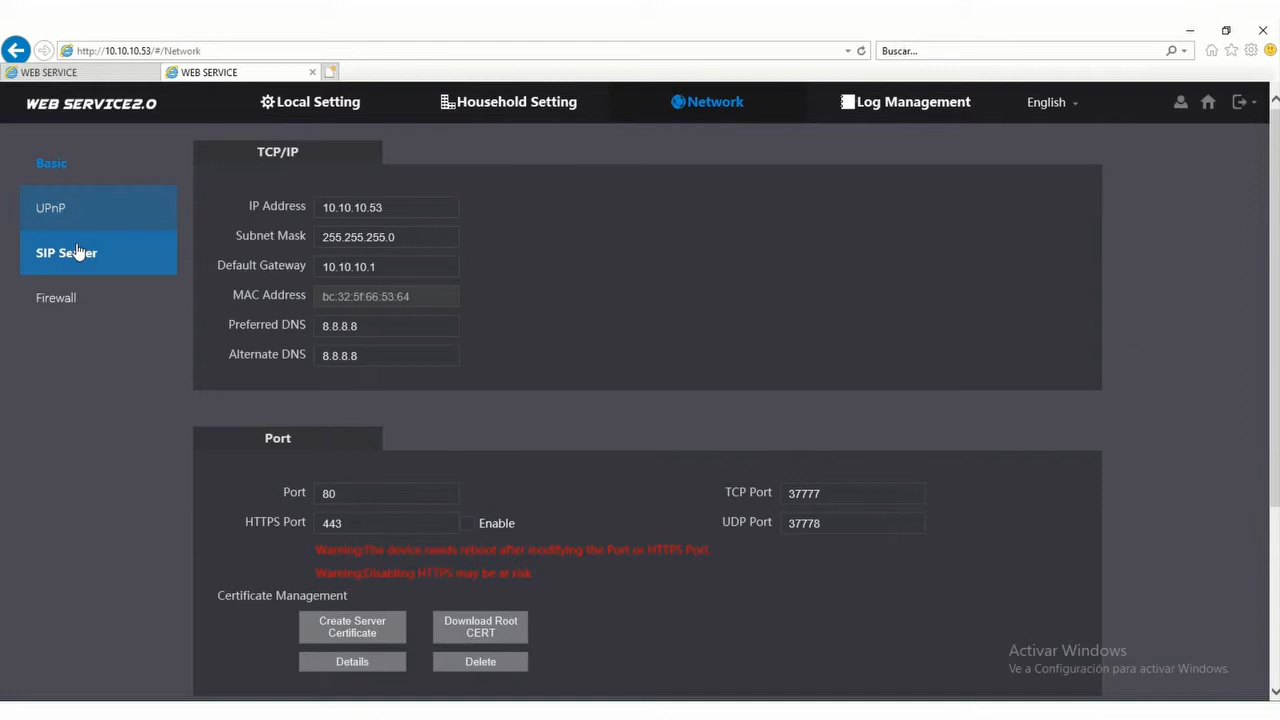 http://10.10.10.53/#/Network
Buscar...
WEB SERVICE
WEB SERVICE
WEB SERVICE2.0
Local Setting
Household Setting
Network
Log Management
English
Basic
UPnP
SIP Server
Firewall
TCP/IP
IP Address 10.10.10.53
Subnet Mask 255.255.255.0
Default Gateway 10.10.10.1
MAC Address bc:32:5f:66:53:64
Preferred DNS 8.8.8.8
Alternate DNS 8.8.8.8
Port
Port 80
TCP Port 37777
HTTPS Port 443 Enable
UDP Port 37778
Warning:The device needs reboot after modifying the Port or HTTPS Port
Warning:Disabling HTTPS may be at risk
Certificate Management
Create Server
Certificate
Download Root
CERT
Details
Delete
Activar Windows
Ve a Configuración para activar Windows.